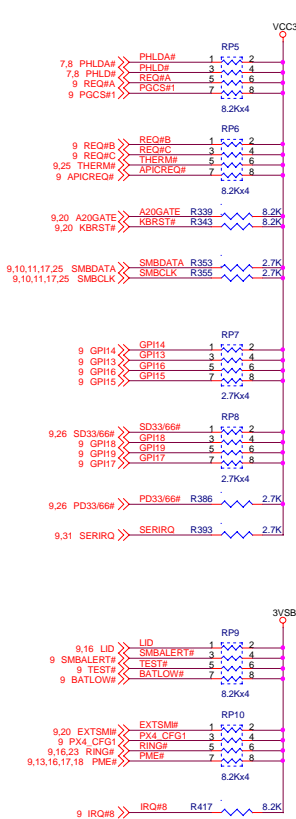 VCC3
RP5
7,8 PHLDA# PHLDA# 1 2
7,8 PHLD# PHLD# 3 4
9 REQ#A REQ#A 5 6
9 PGCS#1 PGCS#1 7 8
8.2Kx4
RP6
9 REQ#B REQ#B 1 2
9 REQ#C REQ#C 3 4
9,25 THERM# THERM# 5 6
9 APICREQ# APICREQ# 7 8
8.2Kx4
9,20 A20GATE A20GATE R339 8.2K
9,20 KBRST# KBRST# R343 8.2K
9,10,11,17,25 SMBDATA SMBDATA R353 2.7K
9,10,11,17,25 SMBCLK SMBCLK R355 2.7K
RP7
9 GPI14 GPI14 1 2
9 GPI13 GPI13 3 4
9 GPI16 GPI16 5 6
9 GPI15 GPI15 7 8
2.7Kx4
RP8
9,26 SD33/66# SD33/66# 1 2
9 GPI18 GPI18 3 4
9 GPI19 GPI19 5 6
9 GPI17 GPI17 7 8
2.7Kx4
9,26 PD33/66# PD33/66# R386 2.7K
9,31 SERIRQ SERIRQ R393 2.7K
3VSB
RP9
9,16 LID LID 1 2
9 SMBALERT# SMBALERT# 3 4
9 TEST# TEST# 5 6
9 BATLOW# BATLOW# 7 8
8.2Kx4
RP10
9,20 EXTSMI# EXTSMI# 1 2
9 PX4_CFG1 PX4_CFG1 3 4
9,16,23 RING# RING# 5 6
9,13,16,17,18 PME# PME# 7 8
8.2Kx4
9 IRQ#8 IRQ#8 R417 8.2K